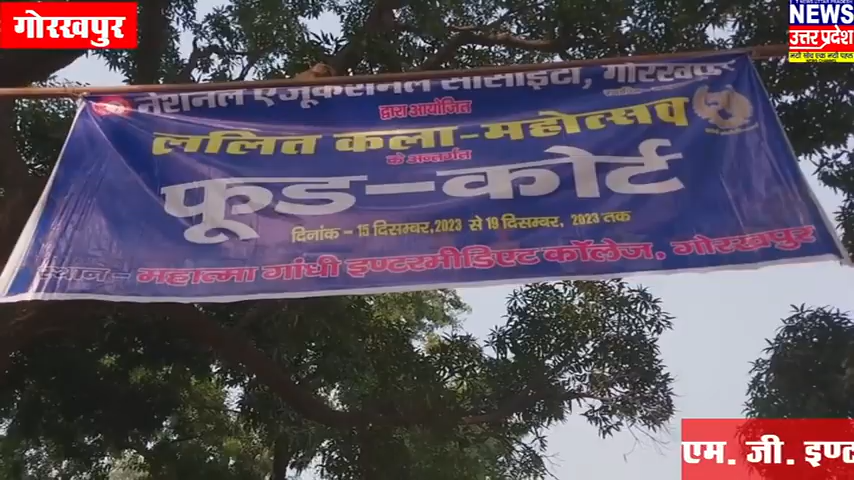 गोरखपुर
NEWS
उत्तर प्रदेश
नेशनल एजूकेशनल सोसाइटी, गोरखपुर
द्वारा आयोजित
ललित कला-महोत्सव
के अन्तर्गत
फूड-कोर्ट
दिनांक - 15 दिसम्बर, 2023 से 19 दिसम्बर, 2023 तक
स्थान - महात्मा गांधी इण्टरमीडिएट कॉलेज, गोरखपुर
एम. जी. इण्ट